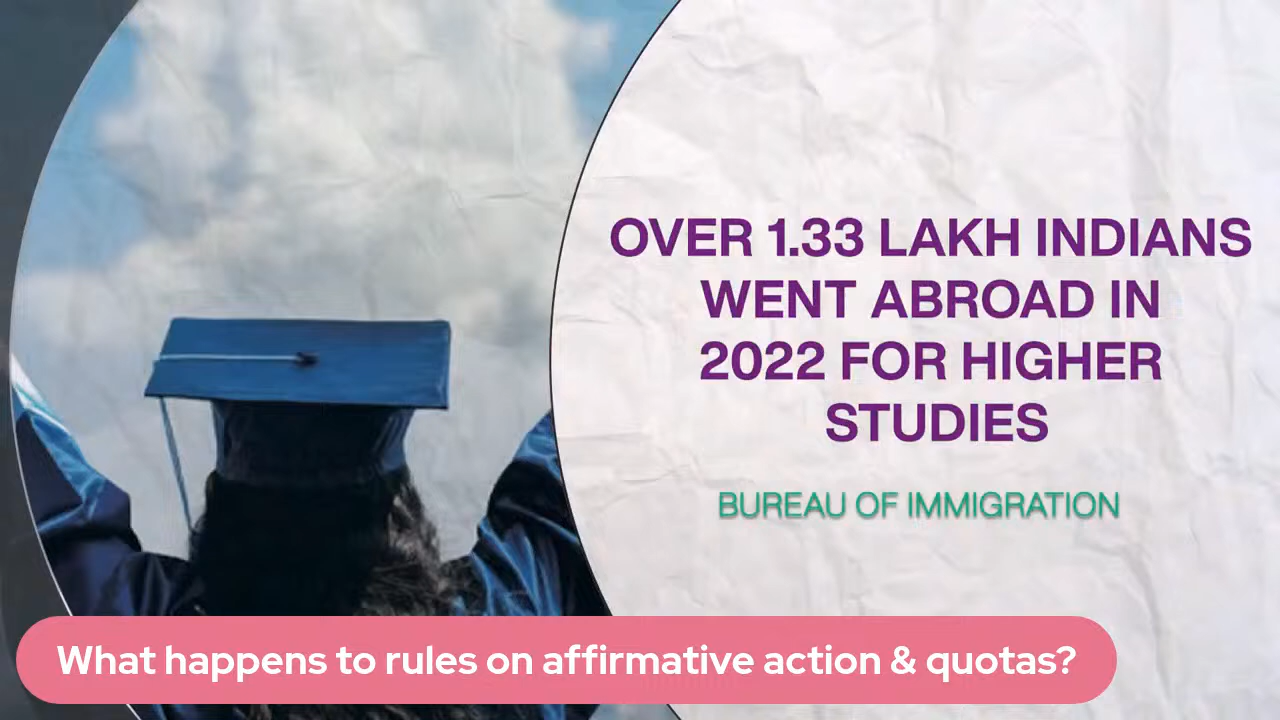 OVER 1.33 LAKH INDIANS
WENT ABROAD IN
2022 FOR HIGHER
STUDIES
BUREAU OF IMMIGRATION
What happens to rules on affirmative action & quotas?